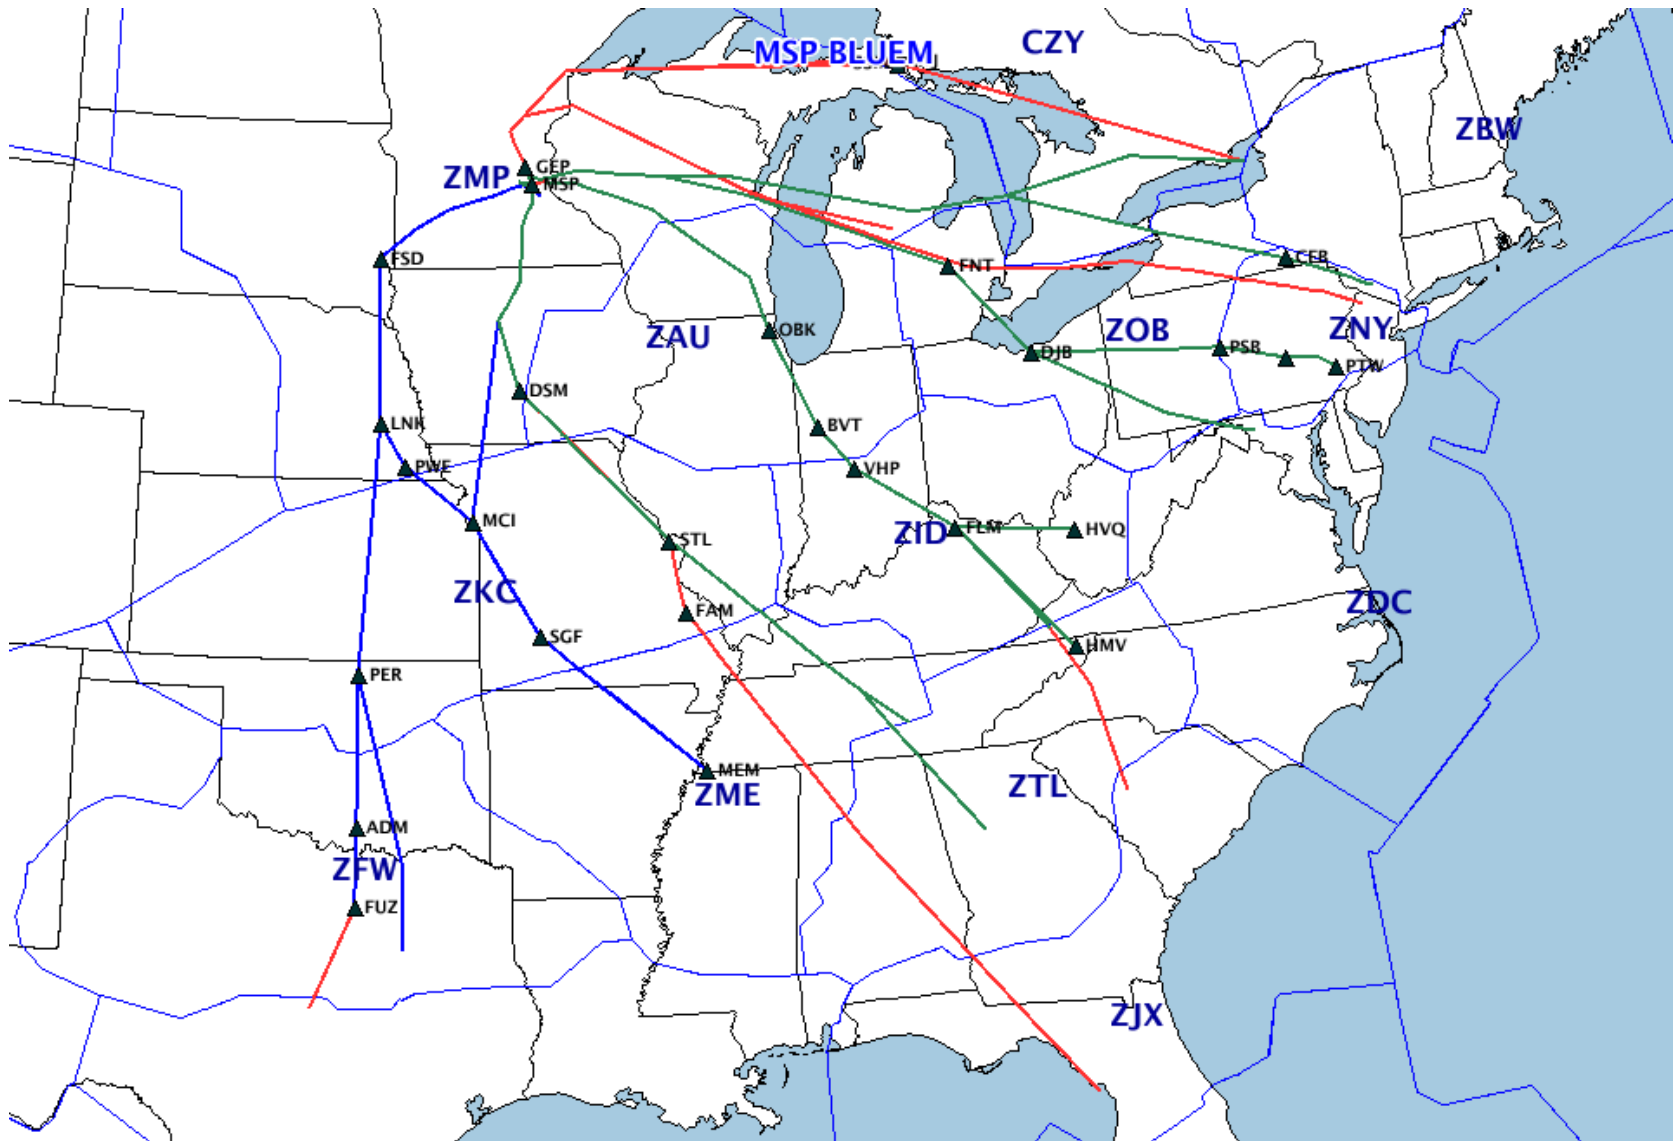 CZY
MSP BLUEM
ZBW
GEP
ZMP
MSP
FSD
CFB
FNT
ZAU
OBK
ZOB
ZNY
DJB
PSB
PTW
DSM
LNK
BVT
PWE
VHP
MCI
ZID
FLM
HVQ
STL
ZKC
ZDC
FAM
SGF
HMV
PER
MEM
ZME
ZTL
ADM
ZFW
FUZ
ZJX